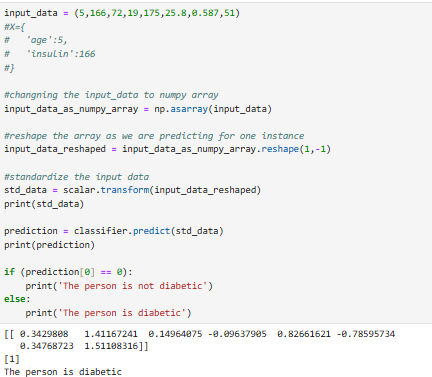 input_data = (5,166,72,19,175,25.8,0.587,51)
#X={
#   'age':5,
#   'insulin':166
#}
#changning the input_data to numpy array
input_data_as_numpy_array = np.asarray(input_data)
#reshape the array as we are predicting for one instance
input_data_reshaped = input_data_as_numpy_array.reshape(1,-1)
#standardize the input data
std_data = scalar.transform(input_data_reshaped)
print(std_data)
prediction = classifier.predict(std_data)
print(prediction)
if (prediction[0] == 0):
    print('The person is not diabetic')
else:
    print('The person is diabetic')
[[ 0.3429808   1.41167241  0.14964075 -0.09637905  0.82661621 -0.78595734
   0.34768723  1.51108316]]
[1]
The person is diabetic